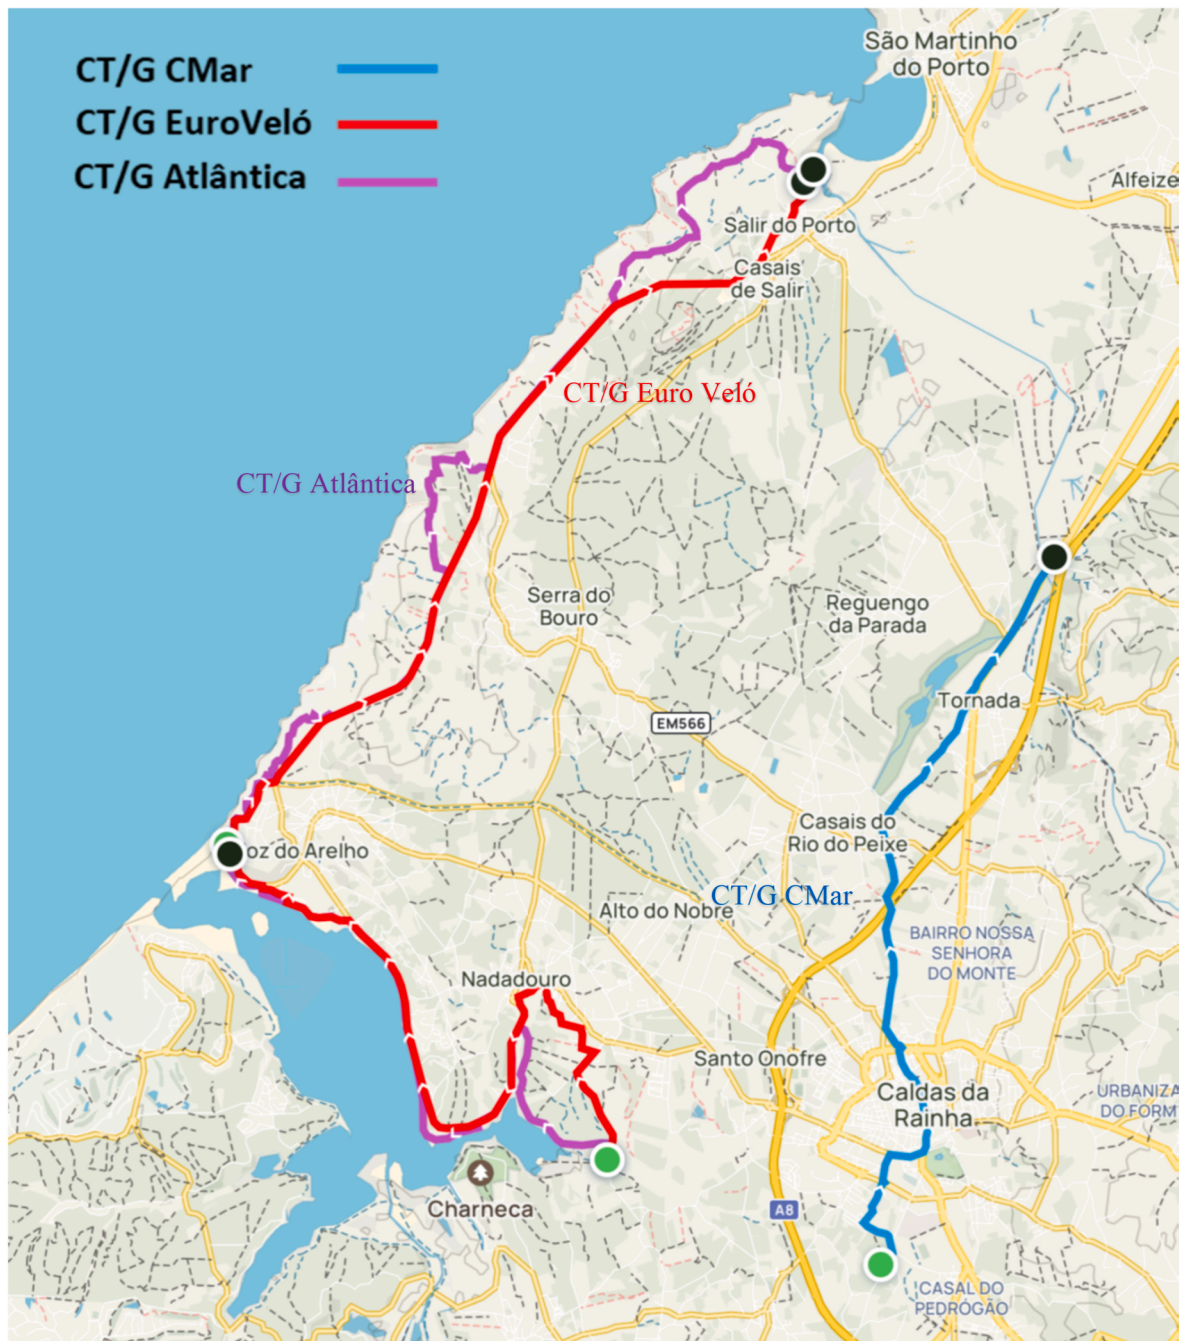 CT/G CMar
CT/G EuroVeló
CT/G Atlântica
São Martinho
do Porto
Alfeize
Salir do Porto
Casais
de Salir
CT/G Euro Veló
CT/G Atlântica
Serra do
Bouro
Reguengo
da Parada
Tornada
EM566
Casais do
Rio do Peixe
oz do Arelho
CT/G CMar
Alto do Nobre
BAIRRO NOSSA
SENHORA
DO MONTE
Nadadouro
Santo Onofre
Caldas da
Rainha
URBANIZA
DO FORM
Charneca
A8
CASAL DO
PEDRÓGÃO